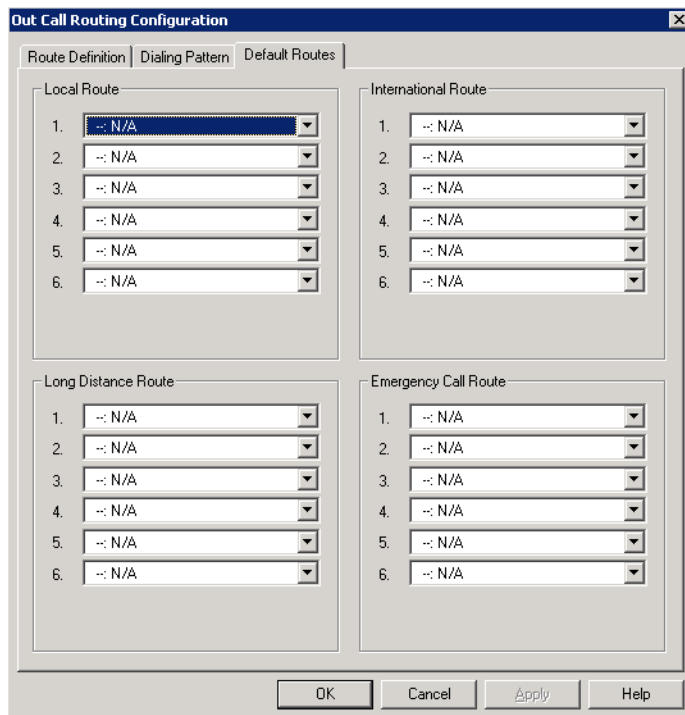 Out Call Routing Configuration
Route Definition Dialing Pattern Default Routes
Local Route
1. --: N/A
2. --: N/A
3. --: N/A
4. --: N/A
5. --: N/A
6. --: N/A
International Route
1. --: N/A
2. --: N/A
3. --: N/A
4. --: N/A
5. --: N/A
6. --: N/A
Long Distance Route
1. --: N/A
2. --: N/A
3. --: N/A
4. --: N/A
5. --: N/A
6. --: N/A
Emergency Call Route
1. --: N/A
2. --: N/A
3. --: N/A
4. --: N/A
5. --: N/A
6. --: N/A
OK Cancel Apply Help